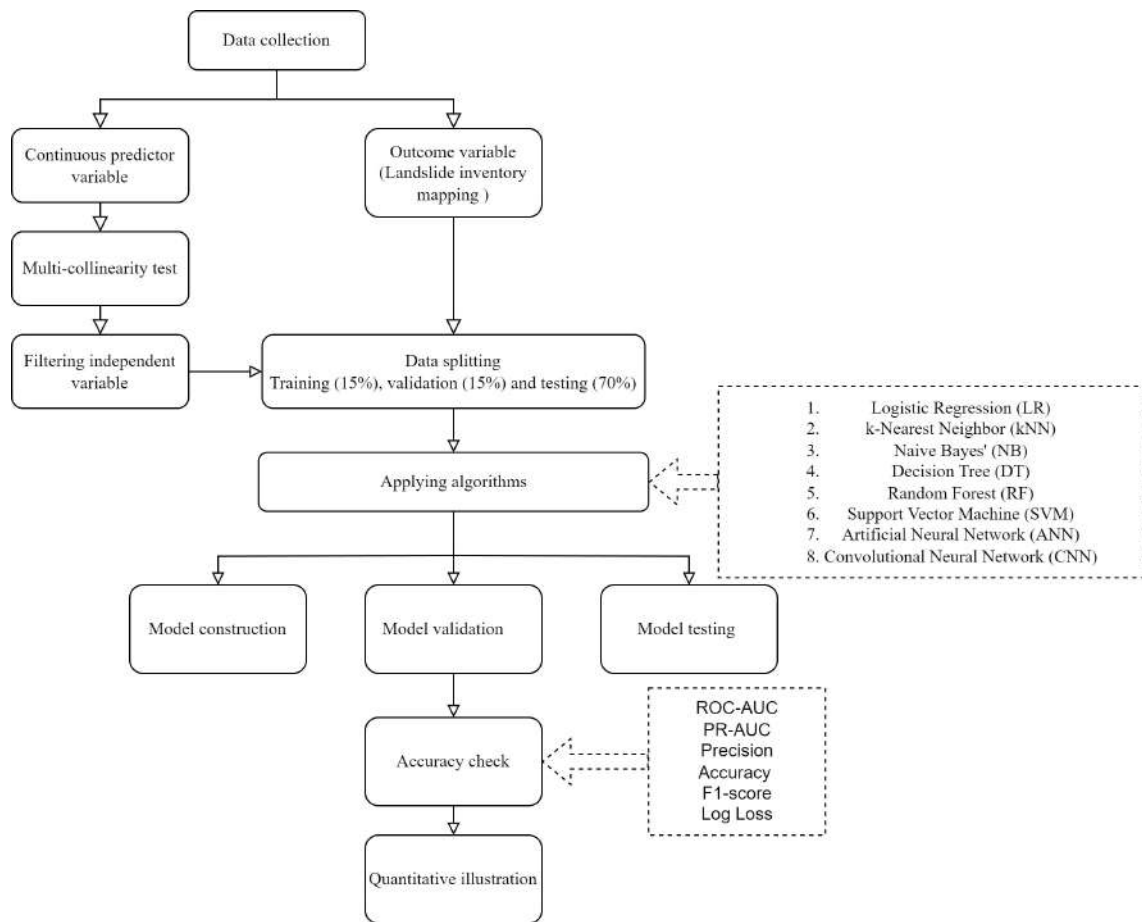 Data collection
Continuous predictor
variable
Outcome variable
(Landslide inventory
mapping )
Multi-collinearity test
Filtering independent
variable
Data splitting
Training (15%), validation (15%) and testing (70%)
1. Logistic Regression (LR)
2. k-Nearest Neighbor (kNN)
3. Naive Bayes' (NB)
4. Decision Tree (DT)
5. Random Forest (RF)
6. Support Vector Machine (SVM)
7. Artificial Neural Network (ANN)
8. Convolutional Neural Network (CNN)
Applying algorithms
Model construction
Model validation
Model testing
ROC-AUC
PR-AUC
Precision
Accuracy
F1-score
Log Loss
Accuracy check
Quantitative illustration